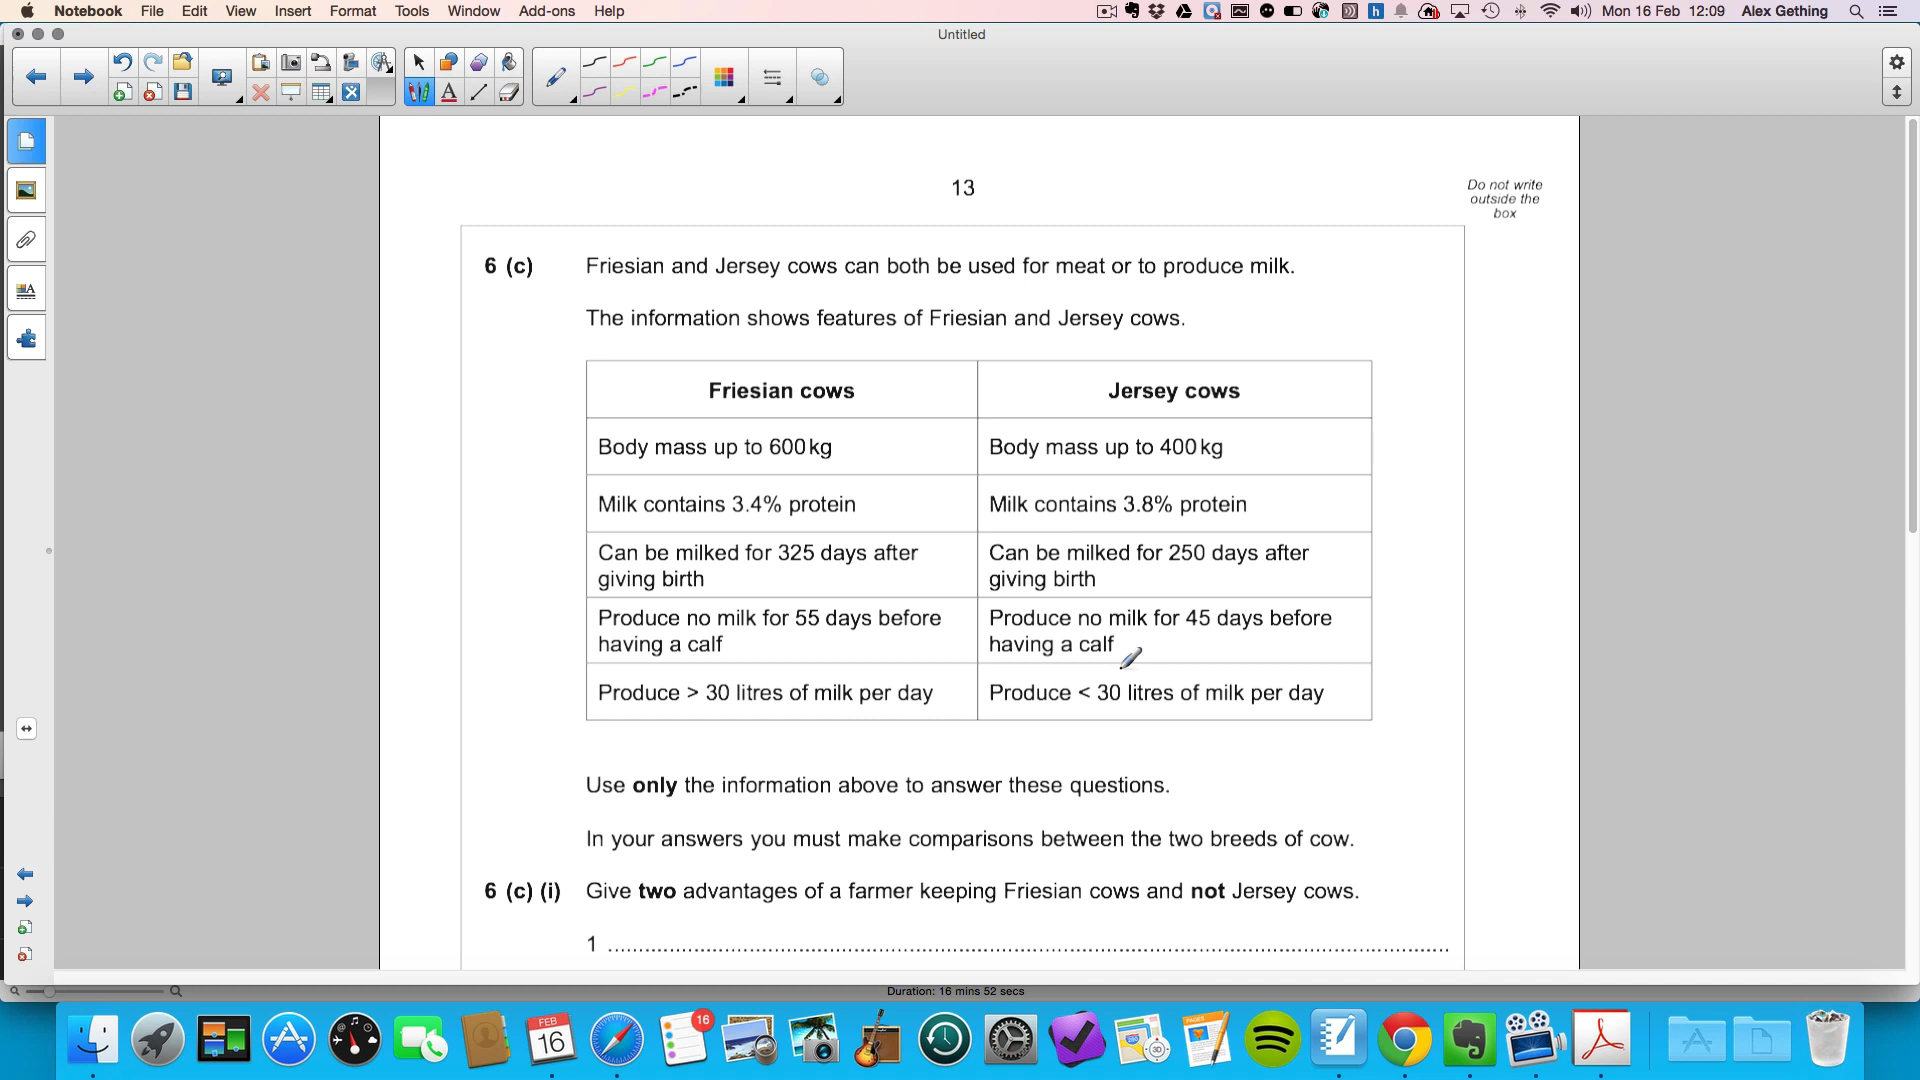 Notebook File Edit View Insert Format Tools Window Add-ons Help Mon 16 Feb 12:09 Alex Gething
Untitled
13
Do not write
outside the
box
6 (c) Friesian and Jersey cows can both be used for meat or to produce milk.
The information shows features of Friesian and Jersey cows.
Friesian cows Jersey cows
Body mass up to 600 kg Body mass up to 400 kg
Milk contains 3.4% protein Milk contains 3.8% protein
Can be milked for 325 days after giving birth Can be milked for 250 days after giving birth
Produce no milk for 55 days before having a calf Produce no milk for 45 days before having a calf
Produce > 30 litres of milk per day Produce < 30 litres of milk per day
Use only the information above to answer these questions.
In your answers you must make comparisons between the two breeds of cow.
6 (c) (i) Give two advantages of a farmer keeping Friesian cows and not Jersey cows.
1
Duration: 16 mins 52 secs
FEB
16
16
PAGES
3D